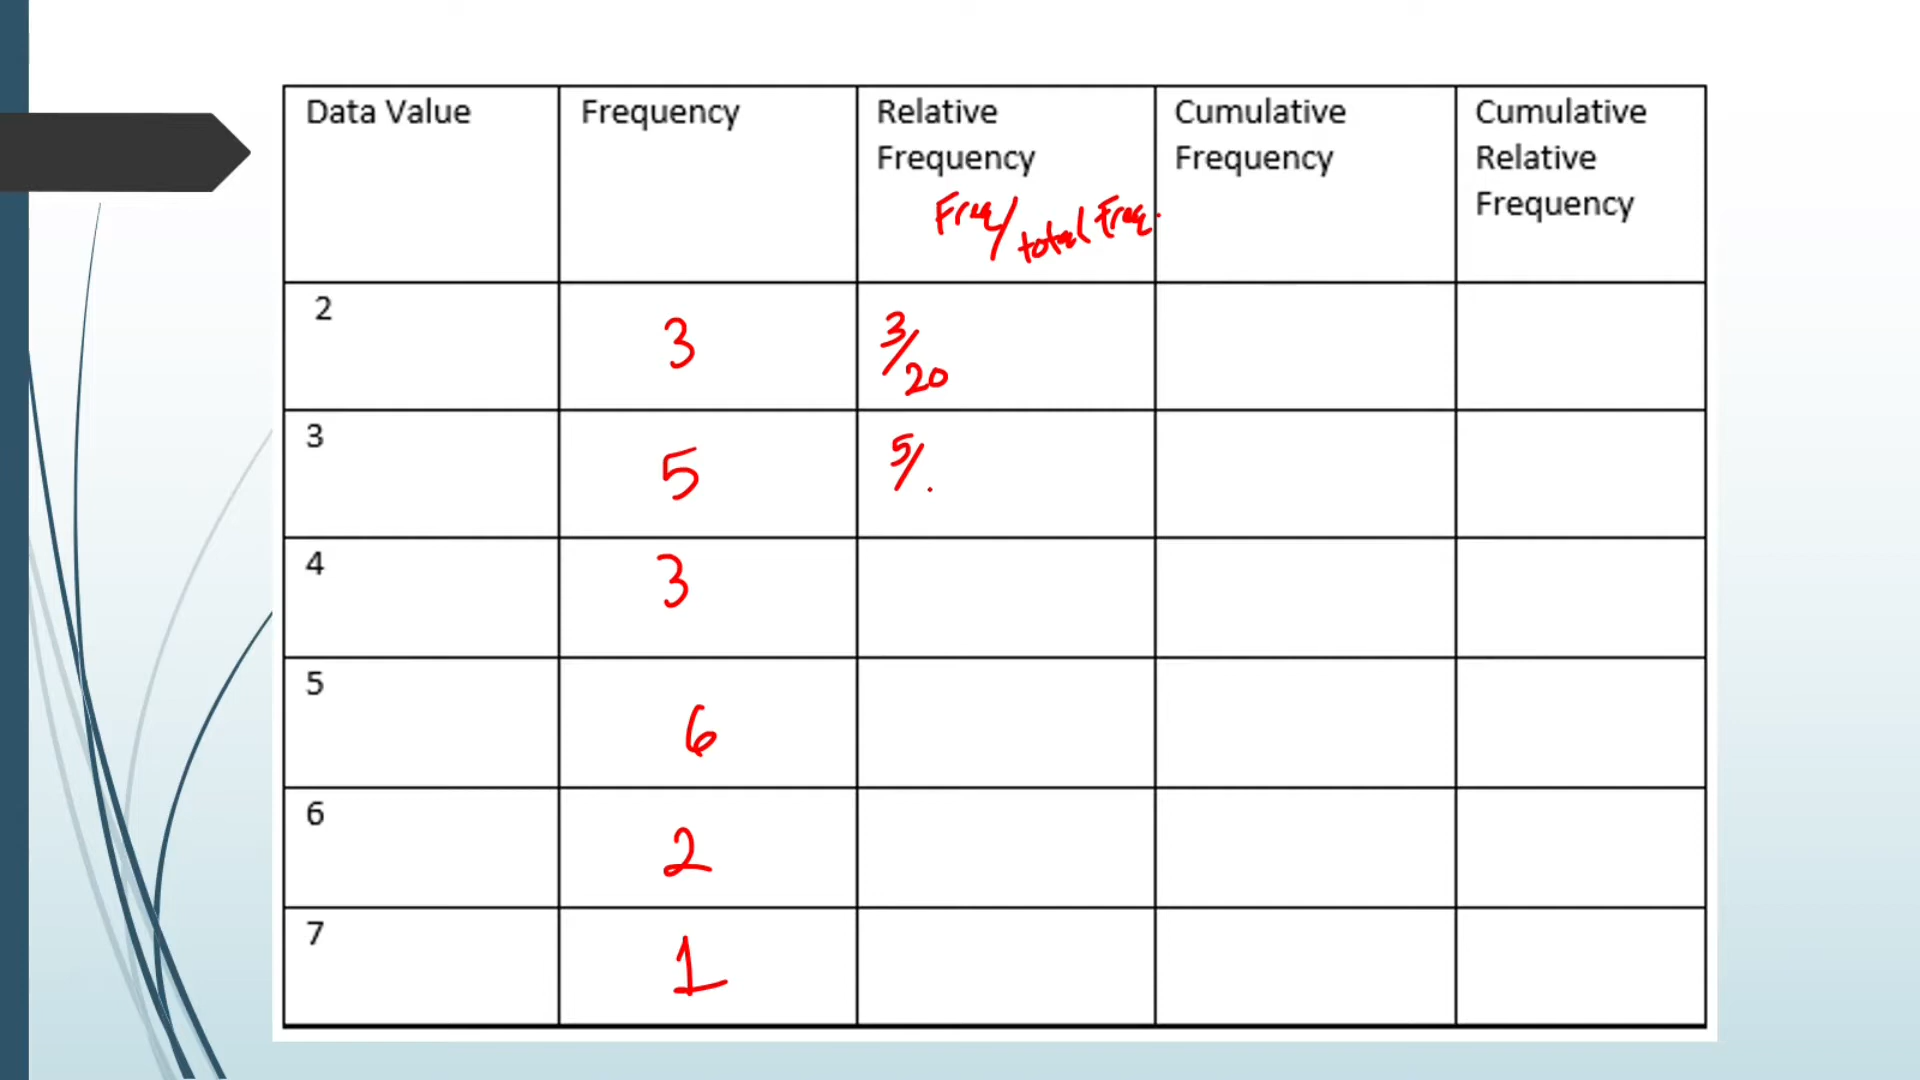 Data Value Frequency Relative Cumulative Cumulative
Frequency Frequency Relative
Frequency
Freq/total Freq.
2 3 3/20
3 5 5/.
4 3
5 6
6 2
7 1